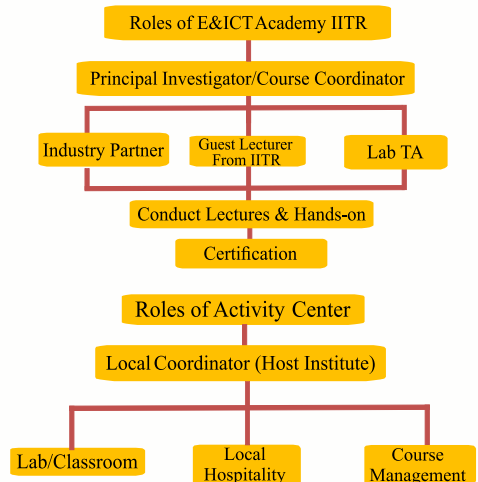 Roles of E&ICT Academy IITR
Principal Investigator/Course Coordinator
Industry Partner
Guest Lecturer
From IITR
Lab TA
Conduct Lectures & Hands-on
Certification
Roles of Activity Center
Local Coordinator (Host Institute)
Lab/Classroom
Local
Hospitality
Course
Management